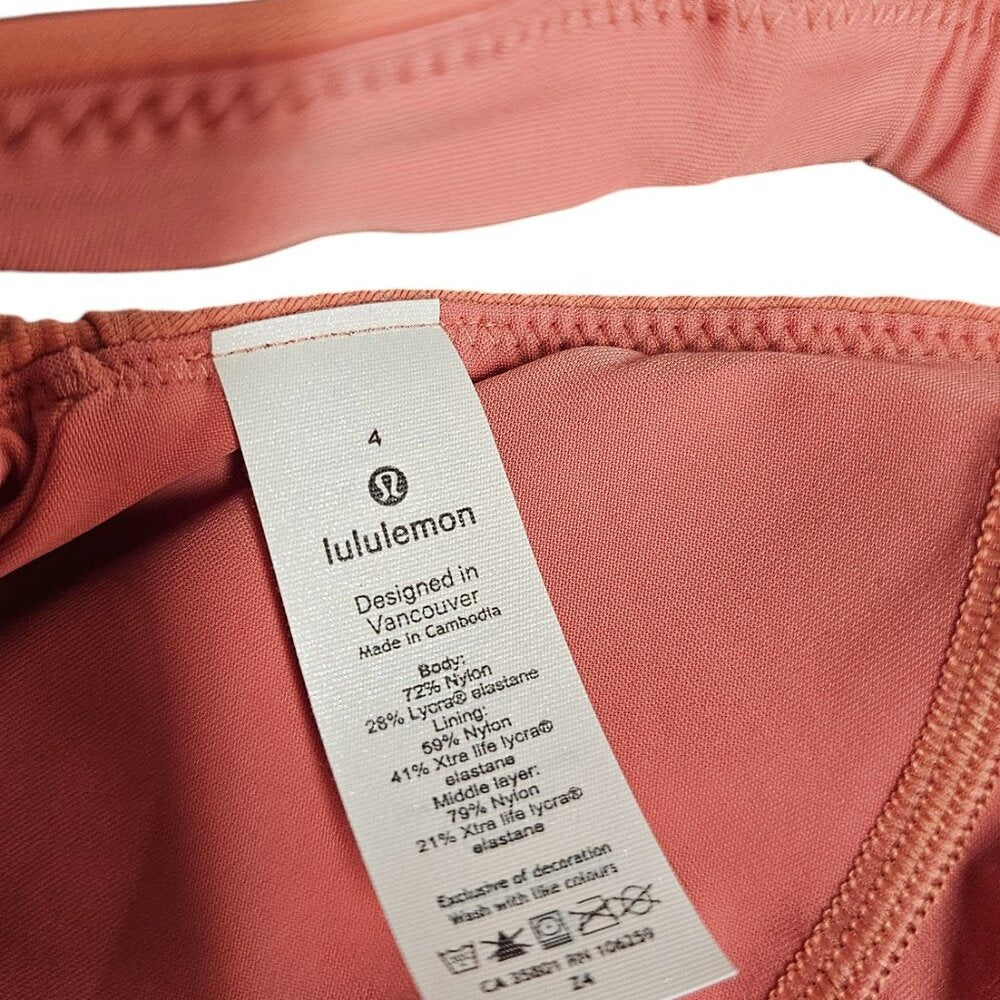 4
lululemon
Designed in
Vancouver
Made in Cambodia
Body:
72% Nylon
28% Lycra® elastane
Lining:
59% Nylon
41% Xtra life lycra®
elastane
Middle layer:
79% Nylon
21% Xtra life lycra®
elastane
Exclusive of decoration
Wash with like colours
CA 35801 RN 106259
Z4